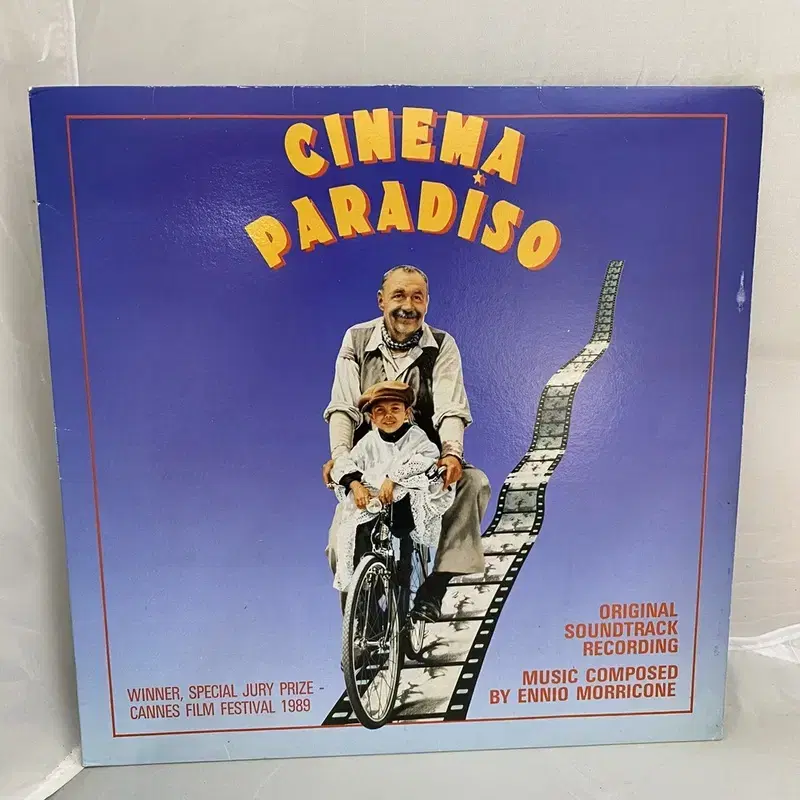 CINEMA
PARADISO
ORIGINAL
SOUNDTRACK
RECORDING
MUSIC COMPOSED
BY ENNIO MORRICONE
WINNER, SPECIAL JURY PRIZE -
CANNES FILM FESTIVAL 1989